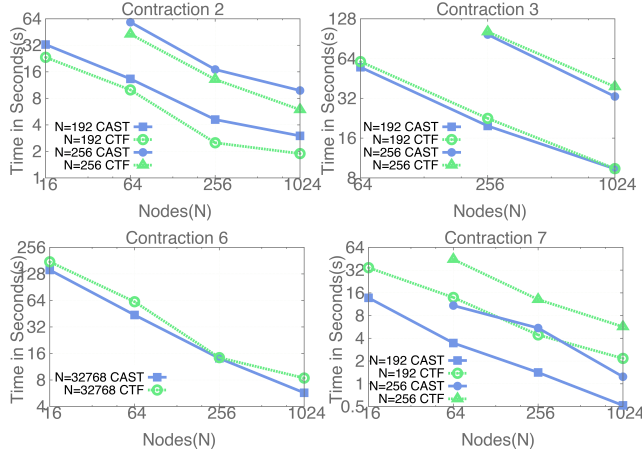 Contraction 2
Time in Seconds(s)
64
32
16
8
4
2
1
N=192 CAST
N=192 CTF
N=256 CAST
N=256 CTF
16 64 256 1024
Nodes(N)
Contraction 3
Time in Seconds(s)
128
64
32
16
8
N=192 CAST
N=192 CTF
N=256 CAST
N=256 CTF
64 256 1024
Nodes(N)
Contraction 6
Time in Seconds(s)
256
128
64
32
16
8
4
N=32768 CAST
N=32768 CTF
16 64 256 1024
Nodes(N)
Contraction 7
Time in Seconds(s)
64
32
16
8
4
2
1
0.5
N=192 CAST
N=192 CTF
N=256 CAST
N=256 CTF
16 64 256 1024
Nodes(N)